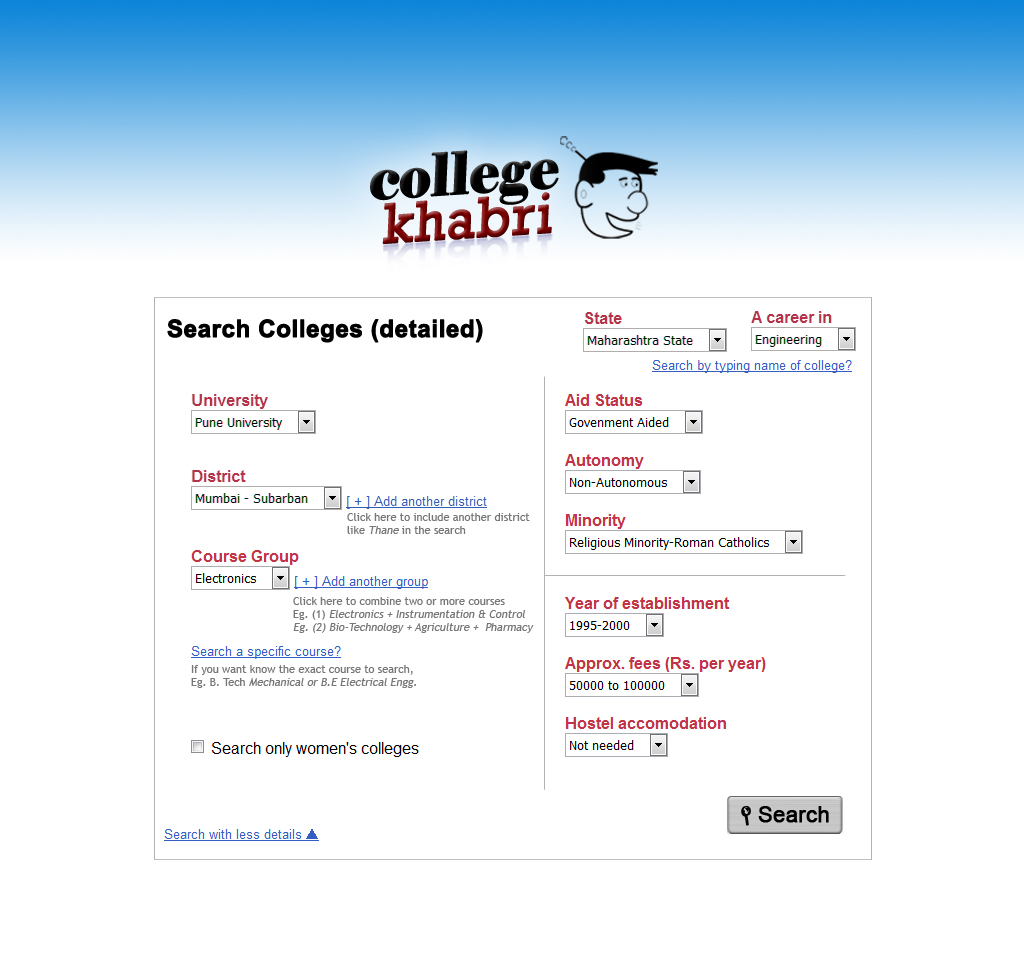 college
khabri
Search Colleges (detailed)
State
Maharashtra State
A career in
Engineering
Search by typing name of college?
University
Pune University
District
Mumbai - Subarban
[ + ] Add another district
Click here to include another district
like Thane in the search
Course Group
Electronics
[ + ] Add another group
Click here to combine two or more courses
Eg. (1) Electronics + Instrumentation & Control
Eg. (2) Bio-Technology + Agriculture + Pharmacy
Search a specific course?
If you want know the exact course to search,
Eg. B. Tech Mechanical or B.E Electrical Engg.
Search only women's colleges
Search with less details
Aid Status
Govenment Aided
Autonomy
Non-Autonomous
Minority
Religious Minority-Roman Catholics
Year of establishment
1995-2000
Approx. fees (Rs. per year)
50000 to 100000
Hostel accomodation
Not needed
Search